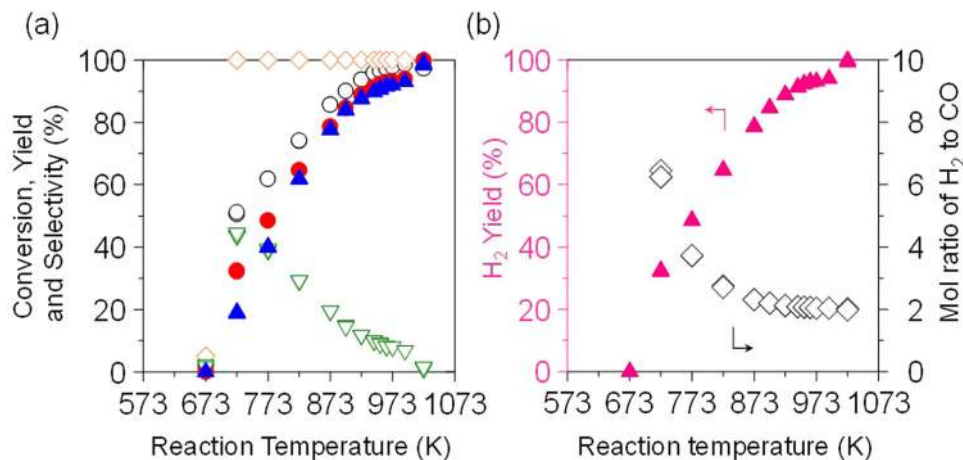 (a)
Conversion, Yield
and Selectivity (%)
100
80
60
40
20
0
573 673 773 873 973 1073
Reaction Temperature (K)
(b)
H₂ Yield (%)
100
80
60
40
20
0
10
8
6
4
2
0
Mol ratio of H₂ to CO
573 673 773 873 973 1073
Reaction temperature (K)